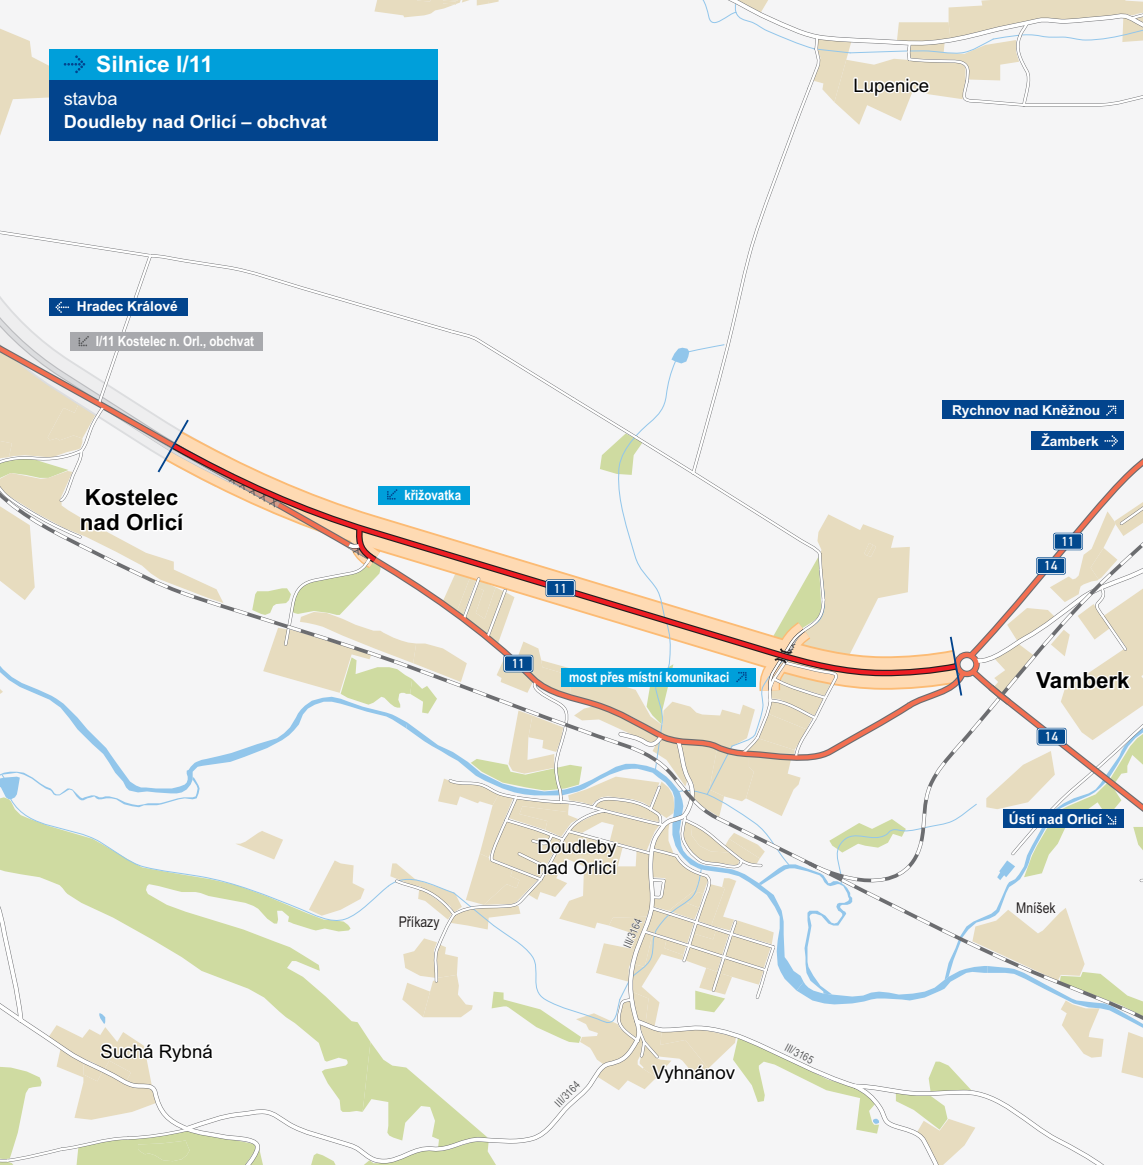 Silnice I/11
stavba
Doudleby nad Orlicí – obchvat
Lupenice
Hradec Králové
I/11 Kostelec n. Orl., obchvat
Rychnov nad Kněžnou
Žamberk
Kostelec
nad Orlicí
křižovatka
11
14
11
11
most přes místní komunikaci
Vamberk
14
Ústí nad Orlicí
Doudleby
nad Orlicí
Příkazy
Mníšek
III/3164
Suchá Rybná
Vyhnánov
III/3165
III/3164